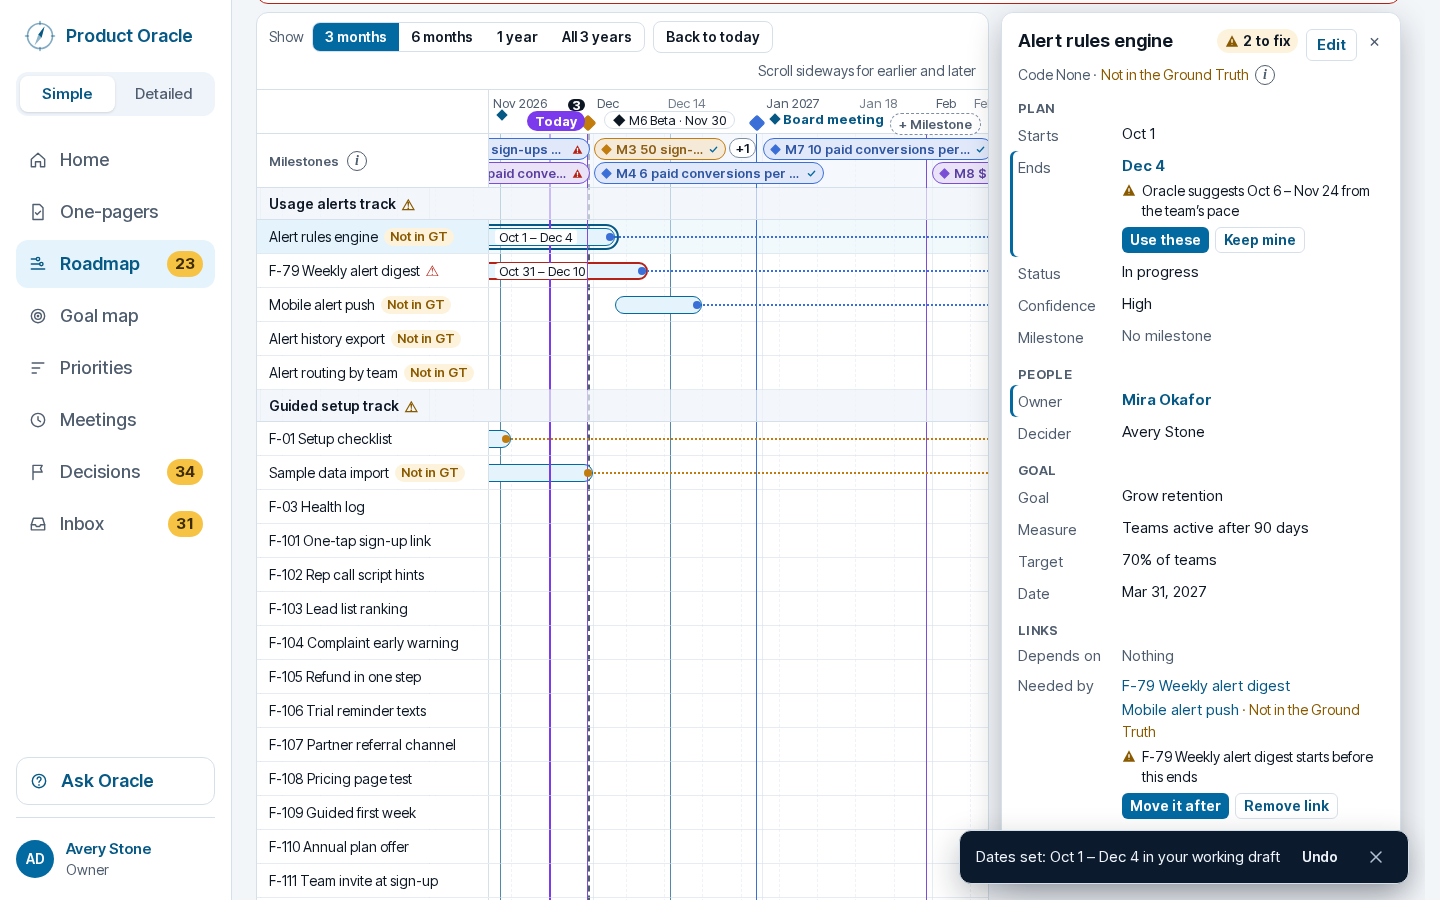 Product Oracle
Simple
Detailed
Home
One-pagers
Roadmap 23
Goal map
Priorities
Meetings
Decisions 34
Inbox 31
Ask Oracle
AD
Avery Stone
Owner
Show
3 months
6 months
1 year
All 3 years
Back to today
Scroll sideways for earlier and later
Nov 2026
3
Dec
Dec 14
Jan 2027
Jan 18
Feb
Today
M6 Beta · Nov 30
Board meeting
+ Milestone
Milestones i
sign-ups ...
M3 50 sign-...
+1
M7 10 paid conversions per...
paid conve...
M4 6 paid conversions per ...
M8 $
Usage alerts track
Alert rules engine Not in GT
Oct 1 – Dec 4
F-79 Weekly alert digest
Oct 31 – Dec 10
Mobile alert push Not in GT
Alert history export Not in GT
Alert routing by team Not in GT
Guided setup track
F-01 Setup checklist
Sample data import Not in GT
F-03 Health log
F-101 One-tap sign-up link
F-102 Rep call script hints
F-103 Lead list ranking
F-104 Complaint early warning
F-105 Refund in one step
F-106 Trial reminder texts
F-107 Partner referral channel
F-108 Pricing page test
F-109 Guided first week
F-110 Annual plan offer
F-111 Team invite at sign-up
Alert rules engine
2 to fix
Edit
×
Code None · Not in the Ground Truth i
PLAN
Starts Oct 1
Ends Dec 4
Oracle suggests Oct 6 – Nov 24 from
the team's pace
Use these
Keep mine
Status In progress
Confidence High
Milestone No milestone
PEOPLE
Owner Mira Okafor
Decider Avery Stone
GOAL
Goal Grow retention
Measure Teams active after 90 days
Target 70% of teams
Date Mar 31, 2027
LINKS
Depends on Nothing
Needed by F-79 Weekly alert digest
Mobile alert push · Not in the Ground
Truth
F-79 Weekly alert digest starts before
this ends
Move it after
Remove link
Dates set: Oct 1 – Dec 4 in your working draft
Undo